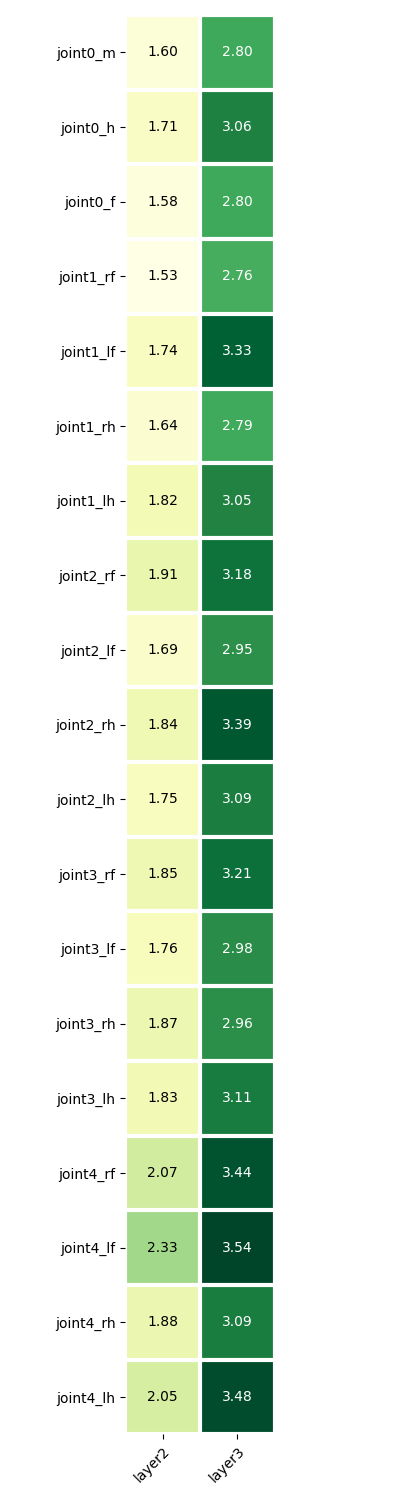 joint0_m 1.60 2.80
joint0_h 1.71 3.06
joint0_f 1.58 2.80
joint1_rf 1.53 2.76
joint1_lf 1.74 3.33
joint1_rh 1.64 2.79
joint1_lh 1.82 3.05
joint2_rf 1.91 3.18
joint2_lf 1.69 2.95
joint2_rh 1.84 3.39
joint2_lh 1.75 3.09
joint3_rf 1.85 3.21
joint3_lf 1.76 2.98
joint3_rh 1.87 2.96
joint3_lh 1.83 3.11
joint4_rf 2.07 3.44
joint4_lf 2.33 3.54
joint4_rh 1.88 3.09
joint4_lh 2.05 3.48
layer2 layer3